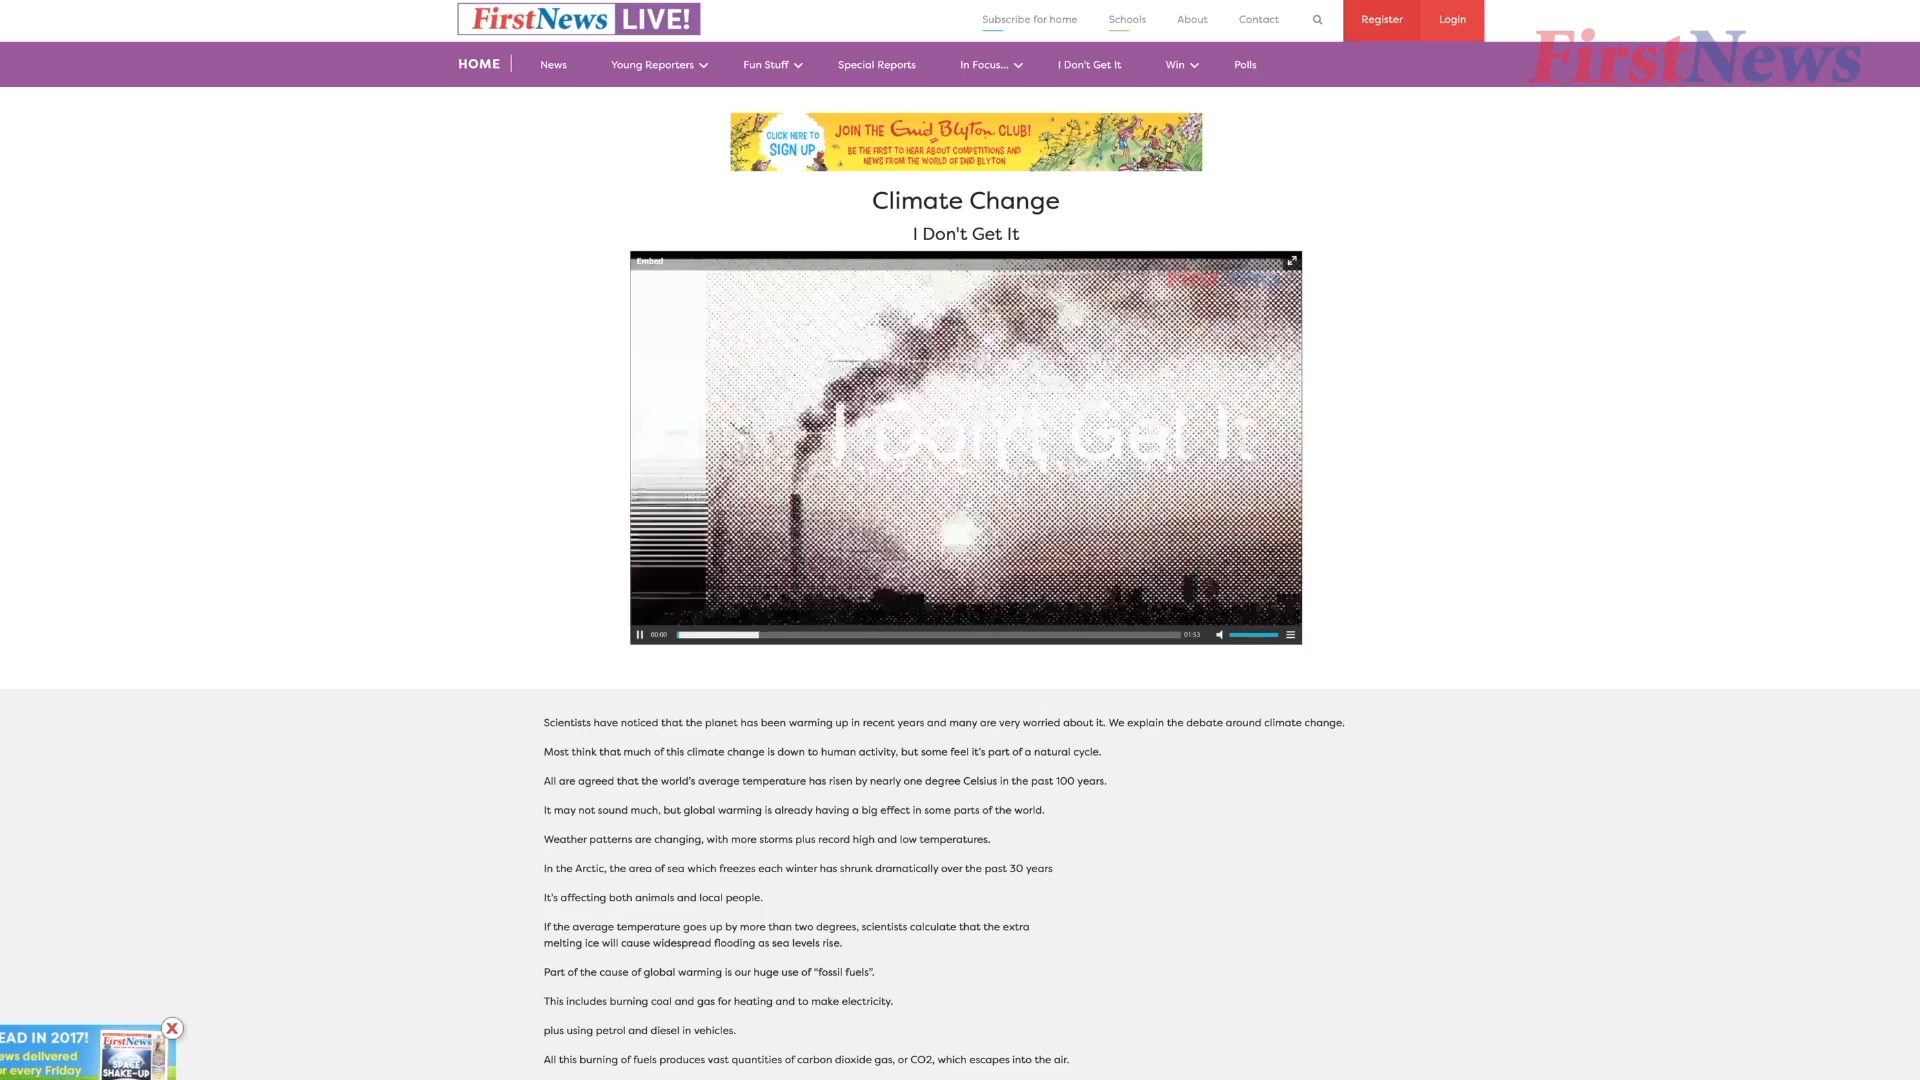 FirstNews LIVE!
Subscribe for home Schools About Contact Register Login
FirstNews
HOME News Young Reporters Fun Stuff Special Reports In Focus... I Don't Get It Win Polls
CLICK HERE TO
SIGN UP
JOIN THE Enid Blyton CLUB!
BE THE FIRST TO HEAR ABOUT COMPETITIONS AND
NEWS FROM THE WORLD OF ENID BLYTON
Climate Change
I Don't Get It
Embed
FirstNews
I Don't Get It
00:00 01:53
Scientists have noticed that the planet has been warming up in recent years and many are very worried about it. We explain the debate around climate change.
Most think that much of this climate change is down to human activity, but some feel it’s part of a natural cycle.
All are agreed that the world’s average temperature has risen by nearly one degree Celsius in the past 100 years.
It may not sound much, but global warming is already having a big effect in some parts of the world.
Weather patterns are changing, with more storms plus record high and low temperatures.
In the Arctic, the area of sea which freezes each winter has shrunk dramatically over the past 30 years
It’s affecting both animals and local people.
If the average temperature goes up by more than two degrees, scientists calculate that the extra
melting ice will cause widespread flooding as sea levels rise.
Part of the cause of global warming is our huge use of “fossil fuels”.
This includes burning coal and gas for heating and to make electricity.
plus using petrol and diesel in vehicles.
All this burning of fuels produces vast quantities of carbon dioxide gas, or CO2, which escapes into the air.
EAD IN 2017!
ews delivered
or every Friday
FirstNews
SPACE
SHAKE-UP
X